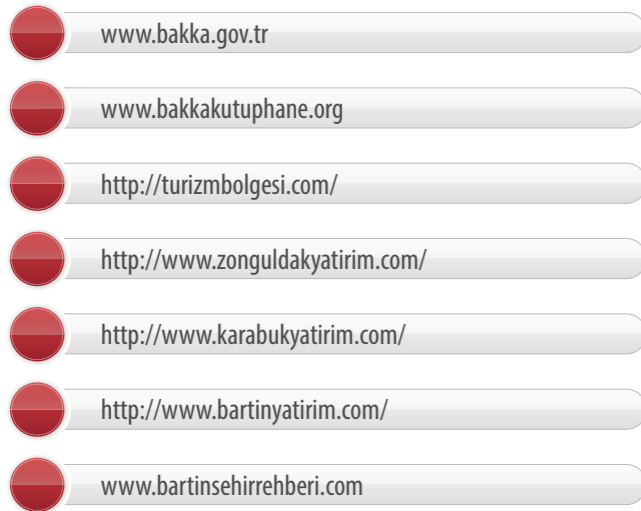 www.bakka.gov.tr
www.bakkakutuphane.org
http://turizmbolgesi.com/
http://www.zonguldakyatirim.com/
http://www.karabukyatirim.com/
http://www.bartinyatirim.com/
www.bartinsehirrehberi.com